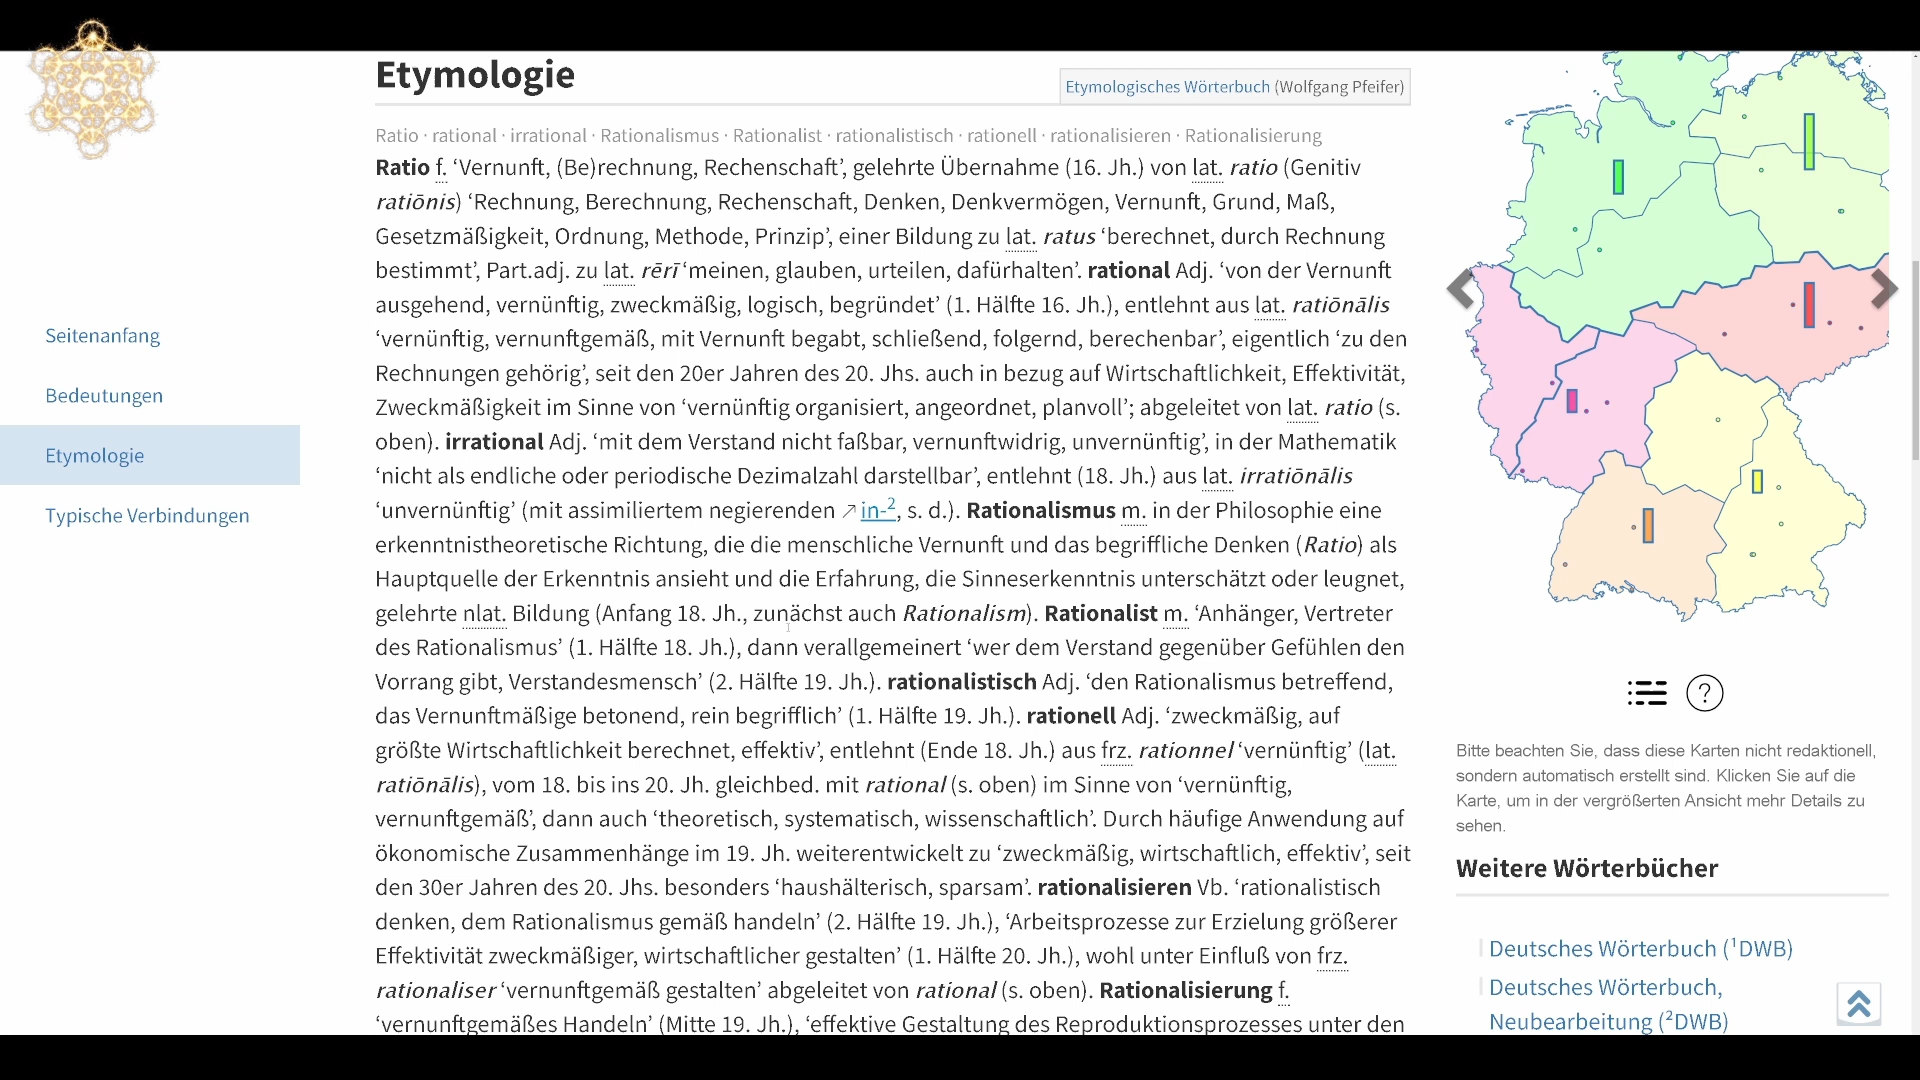 Etymologie
Etymologisches Wörterbuch (Wolfgang Pfeifer)
Ratio · rational · irrational · Rationalismus · Rationalist · rationalistisch · rationell · rationalisieren · Rationalisierung
Ratio f. ‘Vernunft, (Be)rechnung, Rechenschaft’, gelehrte Übernahme (16. Jh.) von lat. ratio (Genitiv
ratiōnis) ‘Rechnung, Berechnung, Rechenschaft, Denken, Denkvermögen, Vernunft, Grund, Maß,
Gesetzmäßigkeit, Ordnung, Methode, Prinzip’, einer Bildung zu lat. ratus ‘berechnet, durch Rechnung
bestimmt’, Part.adj. zu lat. rērī ‘meinen, glauben, urteilen, dafürhalten’. rational Adj. ‘von der Vernunft
ausgehend, vernünftig, zweckmäßig, logisch, begründet’ (1. Hälfte 16. Jh.), entlehnt aus lat. ratiōnālis
‘vernünftig, vernunftgemäß, mit Vernunft begabt, schließend, folgernd, berechenbar’, eigentlich ‘zu den
Rechnungen gehörig’, seit den 20er Jahren des 20. Jhs. auch in bezug auf Wirtschaftlichkeit, Effektivität,
Zweckmäßigkeit im Sinne von ‘vernünftig organisiert, angeordnet, planvoll’; abgeleitet von lat. ratio (s.
oben). irrational Adj. ‘mit dem Verstand nicht faßbar, vernunftwidrig, unvernünftig’, in der Mathematik
‘nicht als endliche oder periodische Dezimalzahl darstellbar’, entlehnt (18. Jh.) aus lat. irratiōnālis
‘unvernünftig’ (mit assimiliertem negierenden ↗ in-², s. d.). Rationalismus m. in der Philosophie eine
erkenntnistheoretische Richtung, die die menschliche Vernunft und das begriffliche Denken (Ratio) als
Hauptquelle der Erkenntnis ansieht und die Erfahrung, die Sinneserkenntnis unterschätzt oder leugnet,
gelehrte nlat. Bildung (Anfang 18. Jh., zunächst auch Rationalism). Rationalist m. ‘Anhänger, Vertreter
des Rationalismus’ (1. Hälfte 18. Jh.), dann verallgemeinert ‘wer dem Verstand gegenüber Gefühlen den
Vorrang gibt, Verstandesmensch’ (2. Hälfte 19. Jh.). rationalistisch Adj. ‘den Rationalismus betreffend,
das Vernunftmäßige betonend, rein begrifflich’ (1. Hälfte 19. Jh.). rationell Adj. ‘zweckmäßig, auf
größte Wirtschaftlichkeit berechnet, effektiv’, entlehnt (Ende 18. Jh.) aus frz. rationnel ‘vernünftig’ (lat.
ratiōnālis), vom 18. bis ins 20. Jh. gleichbed. mit rational (s. oben) im Sinne von ‘vernünftig,
vernunftgemäß’, dann auch ‘theoretisch, systematisch, wissenschaftlich’. Durch häufige Anwendung auf
ökonomische Zusammenhänge im 19. Jh. weiterentwickelt zu ‘zweckmäßig, wirtschaftlich, effektiv’, seit
den 30er Jahren des 20. Jhs. besonders ‘haushälterisch, sparsam’. rationalisieren Vb. ‘rationalistisch
denken, dem Rationalismus gemäß handeln’ (2. Hälfte 19. Jh.), ‘Arbeitsprozesse zur Erzielung größerer
Effektivität zweckmäßiger, wirtschaftlicher gestalten’ (1. Hälfte 20. Jh.), wohl unter Einfluß von frz.
rationaliser ‘vernunftgemäß gestalten’ abgeleitet von rational (s. oben). Rationalisierung f.
‘vernunftgemäßes Handeln’ (Mitte 19. Jh.), ‘effektive Gestaltung des Reproduktionsprozesses unter den
Seitenanfang
Bedeutungen
Etymologie
Typische Verbindungen
?
Bitte beachten Sie, dass diese Karten nicht redaktionell,
sondern automatisch erstellt sind. Klicken Sie auf die
Karte, um in der vergrößerten Ansicht mehr Details zu
sehen.
Weitere Wörterbücher
Deutsches Wörterbuch (¹DWB)
Deutsches Wörterbuch,
Neubearbeitung (²DWB)